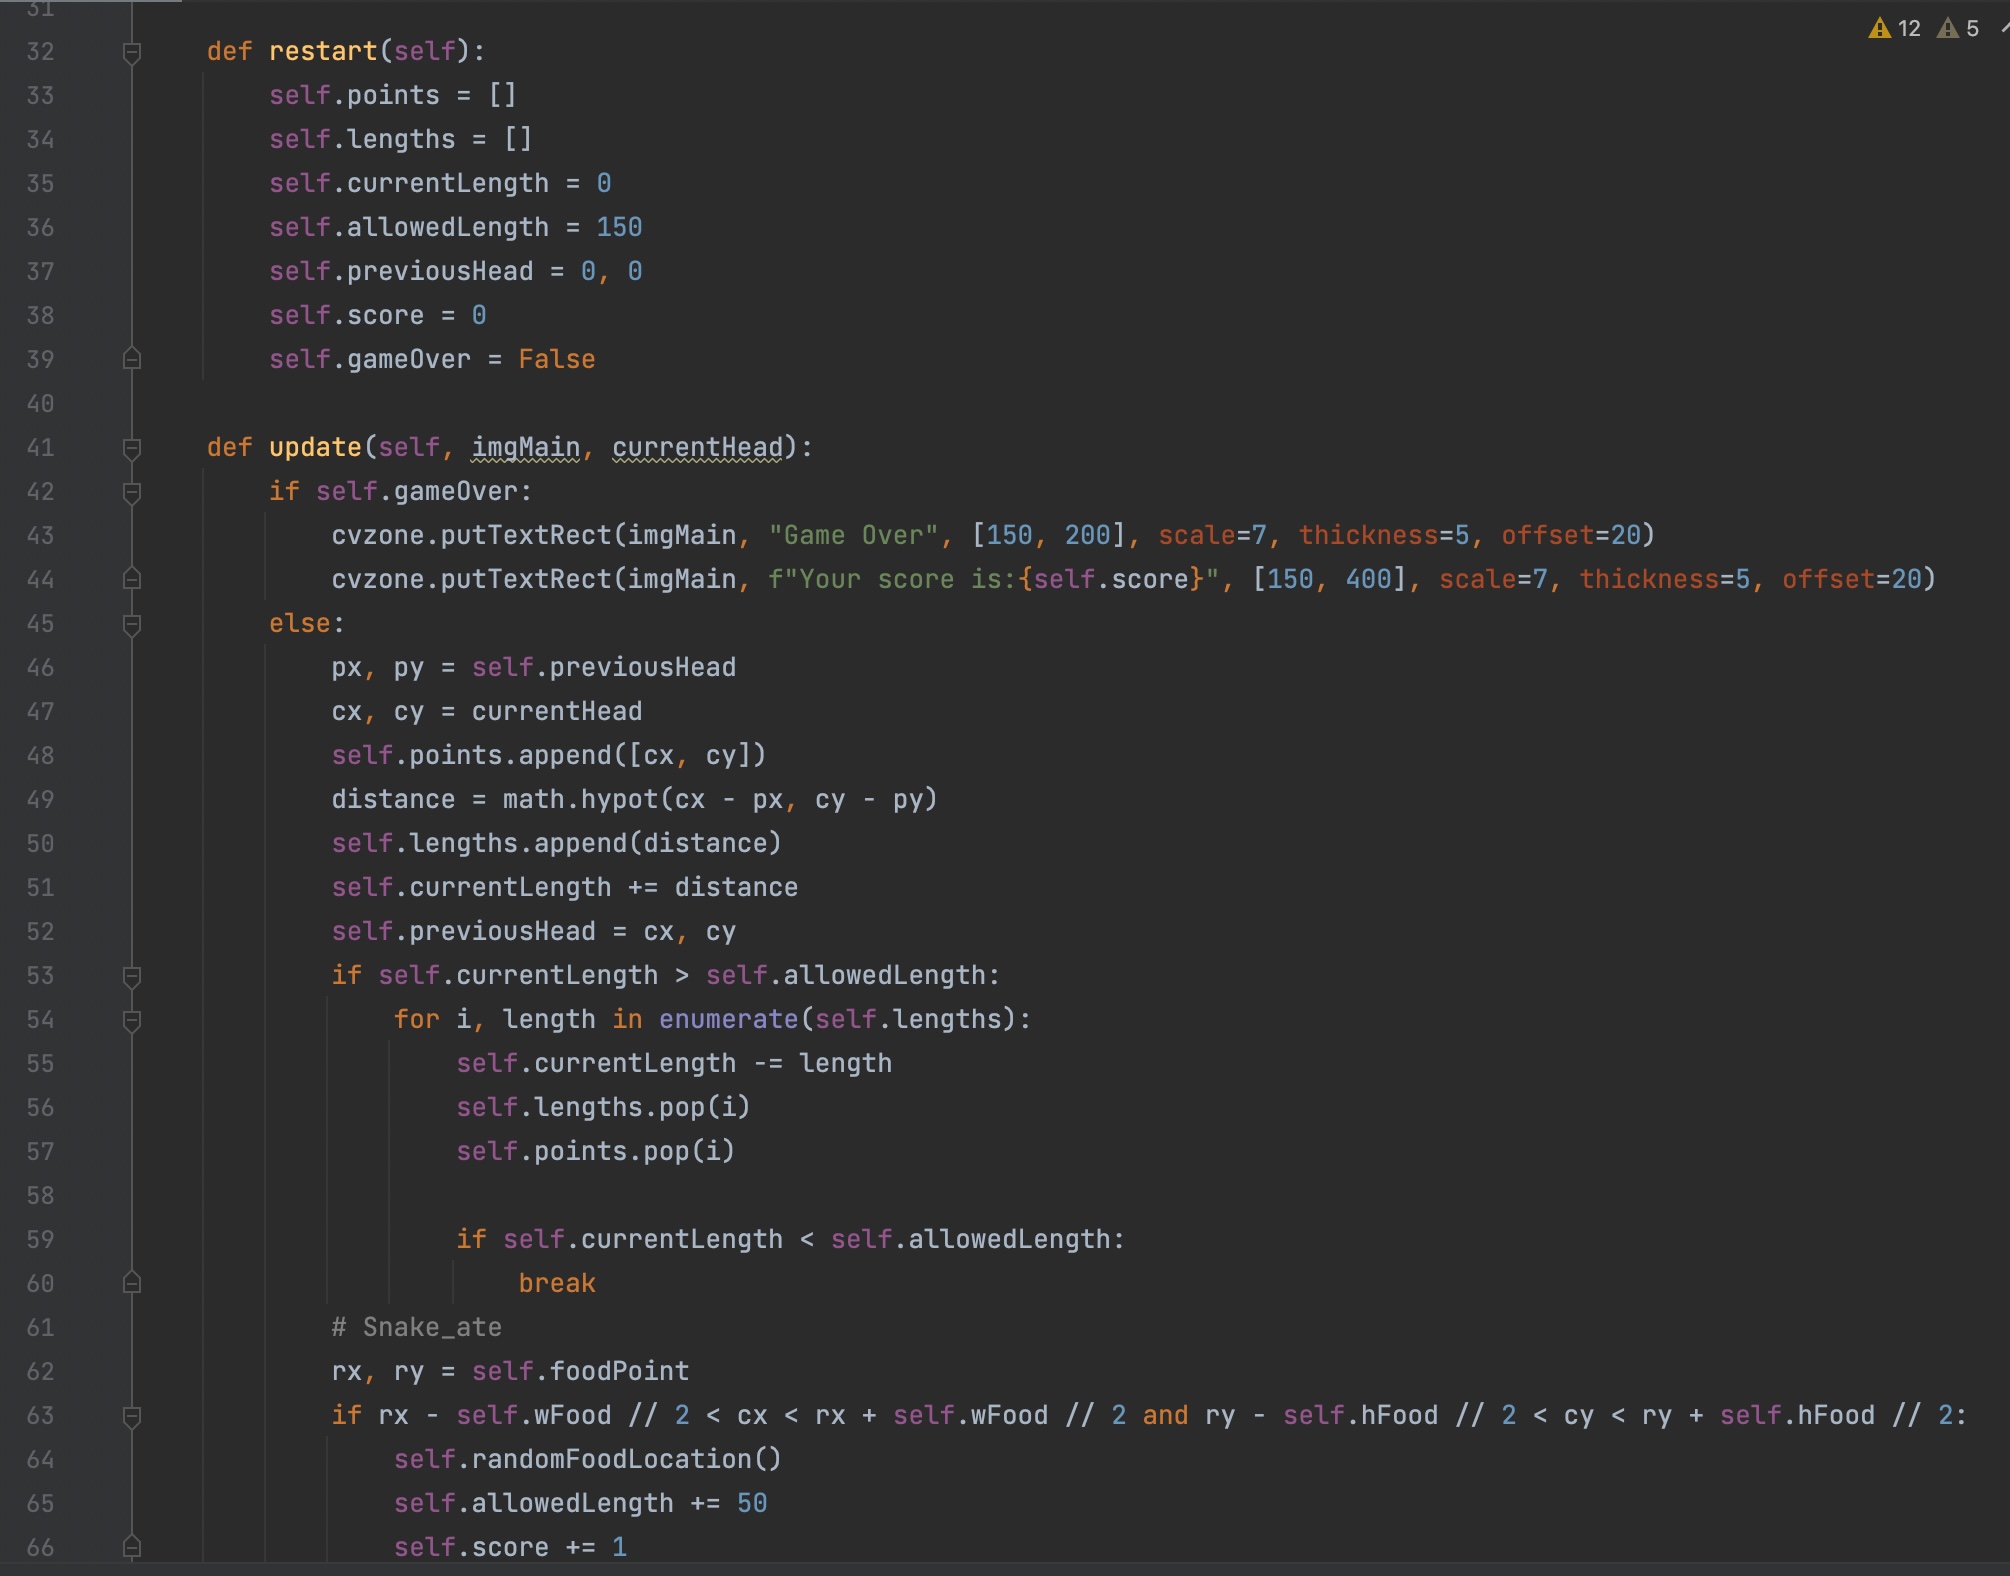 31
12 5
32 def restart(self):
33 self.points = []
34 self.lengths = []
35 self.currentLength = 0
36 self.allowedLength = 150
37 self.previousHead = 0, 0
38 self.score = 0
39 self.gameOver = False
40
41 def update(self, imgMain, currentHead):
42 if self.gameOver:
43 cvzone.putTextRect(imgMain, "Game Over", [150, 200], scale=7, thickness=5, offset=20)
44 cvzone.putTextRect(imgMain, f"Your score is:{self.score}", [150, 400], scale=7, thickness=5, offset=20)
45 else:
46 px, py = self.previousHead
47 cx, cy = currentHead
48 self.points.append([cx, cy])
49 distance = math.hypot(cx - px, cy - py)
50 self.lengths.append(distance)
51 self.currentLength += distance
52 self.previousHead = cx, cy
53 if self.currentLength > self.allowedLength:
54 for i, length in enumerate(self.lengths):
55 self.currentLength -= length
56 self.lengths.pop(i)
57 self.points.pop(i)
58
59 if self.currentLength < self.allowedLength:
60 break
61 # Snake_ate
62 rx, ry = self.foodPoint
63 if rx - self.wFood // 2 < cx < rx + self.wFood // 2 and ry - self.hFood // 2 < cy < ry + self.hFood // 2:
64 self.randomFoodLocation()
65 self.allowedLength += 50
66 self.score += 1